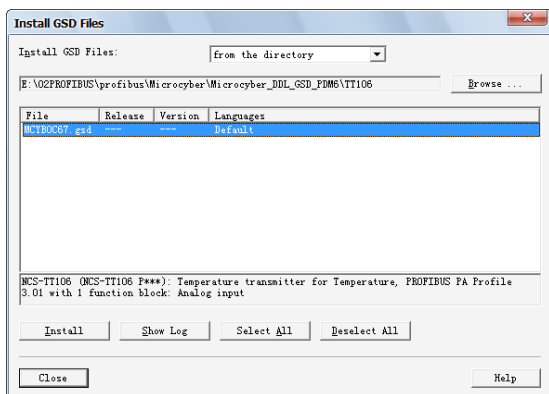 Install GSD Files
Install GSD Files: from the directory
E:\02PROFIBUS\profibus\Microcyber\Microcyber_DDL_GSD_PDM6\TT106 Browse ...
File Release Version Languages
MCYB0C67.gsd --- --- Default
NCS-TT106 (NCS-TT106 P***): Temperature transmitter for Temperature, PROFIBUS PA Profile
3.01 with 1 function block: Analog input
Install Show Log Select All Deselect All
Close Help